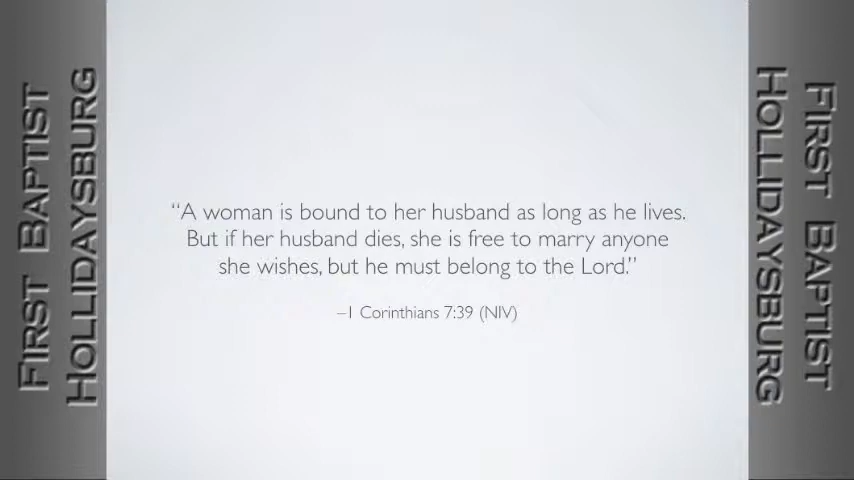 First Baptist
Hollidaysburg
“A woman is bound to her husband as long as he lives.
But if her husband dies, she is free to marry anyone
she wishes, but he must belong to the Lord.”
–1 Corinthians 7:39 (NIV)
First Baptist
Hollidaysburg